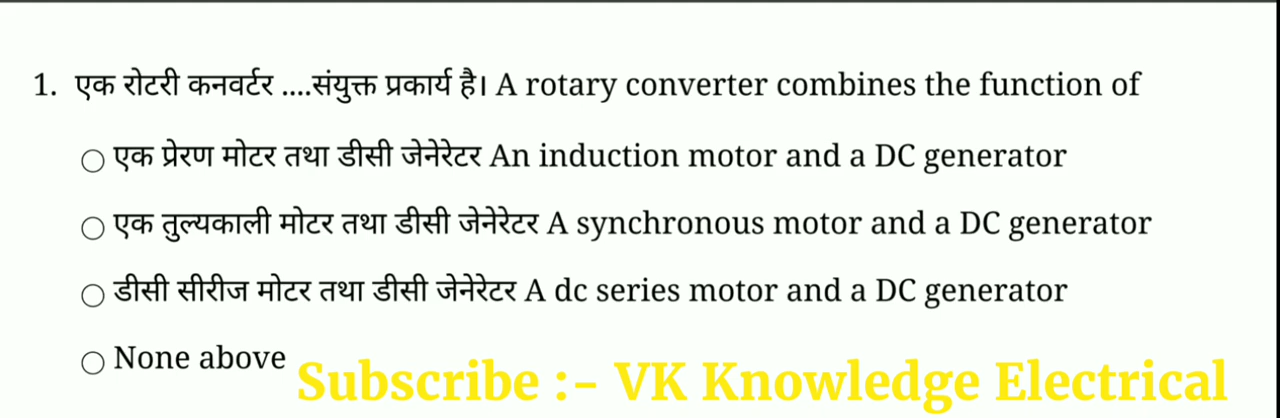 1. एक रोटरी कनवर्टर ....संयुक्त प्रकार्य है। A rotary converter combines the function of
एक प्रेरण मोटर तथा डीसी जेनेरेटर An induction motor and a DC generator
एक तुल्यकाली मोटर तथा डीसी जेनेरेटर A synchronous motor and a DC generator
डीसी सीरीज मोटर तथा डीसी जेनेरेटर A dc series motor and a DC generator
None above
Subscribe :- VK Knowledge Electrical